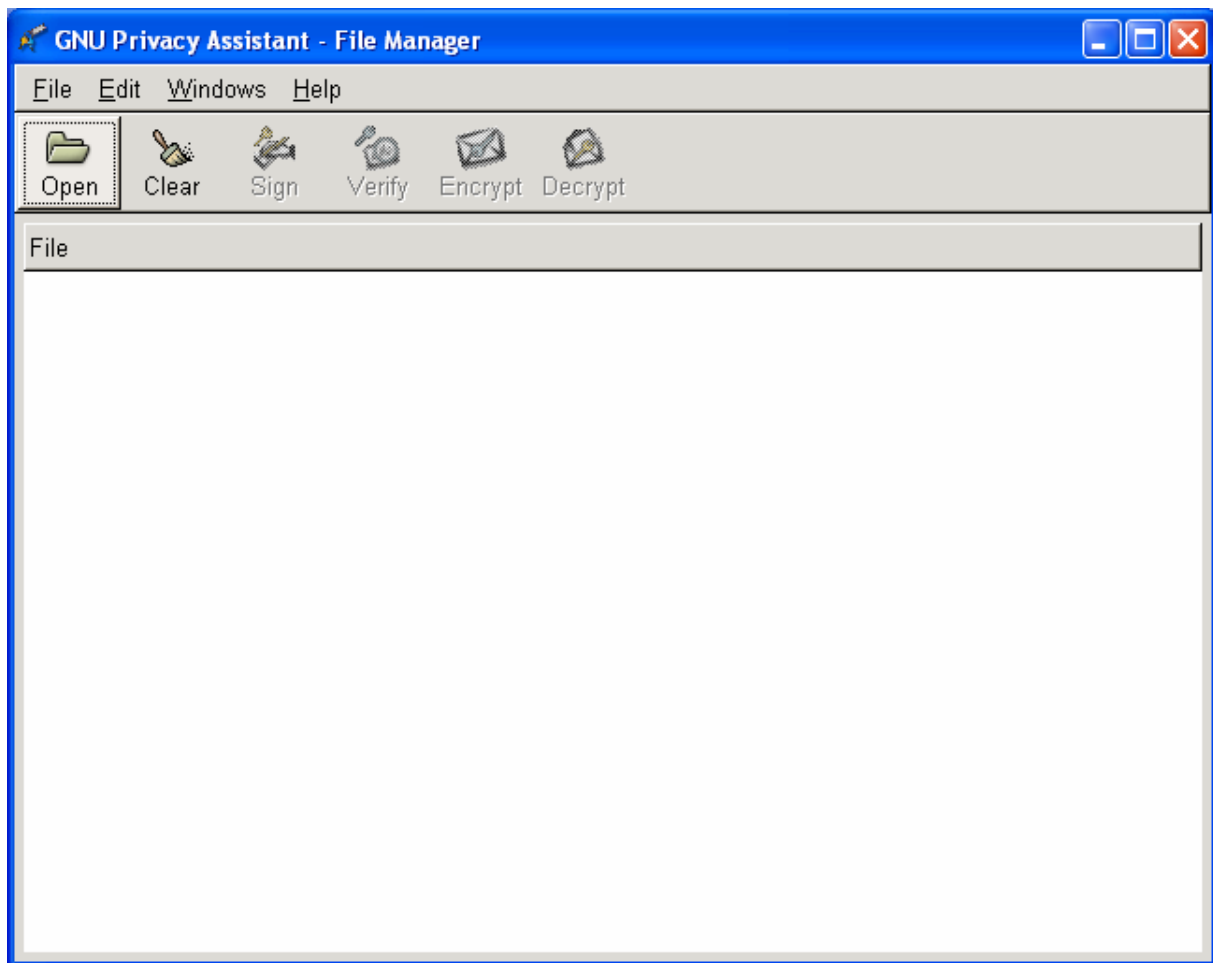 GNU Privacy Assistant - File Manager
File Edit Windows Help
Open Clear Sign Verify Encrypt Decrypt
File